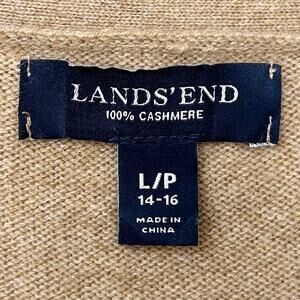 LANDS'END
100% CASHMERE
L/P
14-16
MADE IN
CHINA